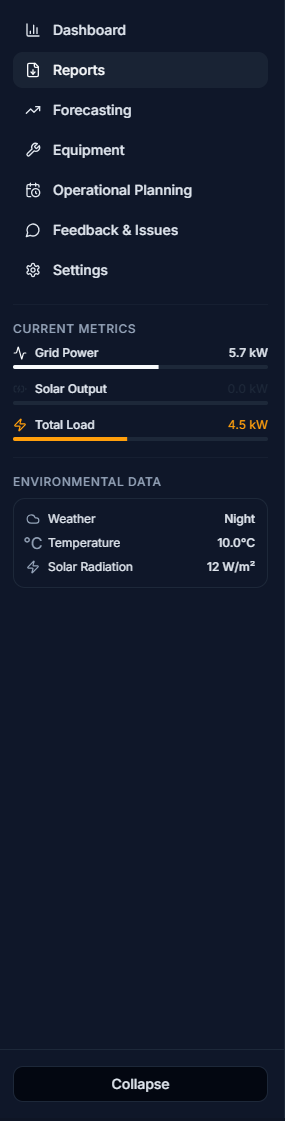 Dashboard
Reports
Forecasting
Equipment
Operational Planning
Feedback & Issues
Settings
CURRENT METRICS
Grid Power 5.7 kW
Solar Output 0.0 kW
Total Load 4.5 kW
ENVIRONMENTAL DATA
Weather Night
°C Temperature 10.0°C
Solar Radiation 12 W/m²
Collapse